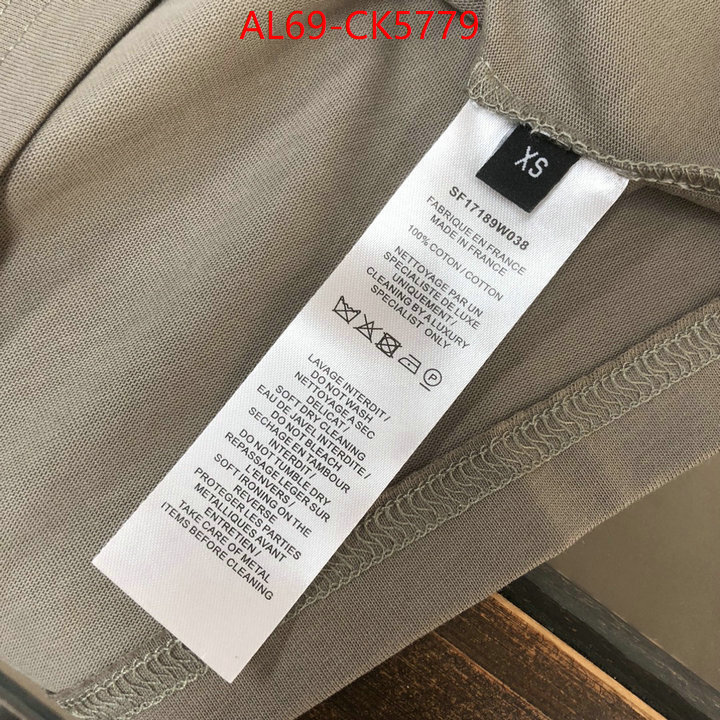 AL69-CK5779
XS
SF17189W038
FABRIQUE EN FRANCE
MADE IN FRANCE
100% COTON / COTTON
NETTOYAGE PAR UN
SPECIALISTE DE LUXE
UNIQUEMENT /
CLEANING BY A LUXURY
SPECIALIST ONLY
P
LAVAGE INTERDIT /
DO NOT WASH
NETTOYAGE A SEC
DELICAT /
SOFT DRY CLEANING
EAU DE JAVEL INTERDITE /
DO NOT BLEACH
SECHAGE EN TAMBOUR
INTERDIT /
DO NOT TUMBLE DRY
REPASSAGE LEGER SUR
L'ENVERS /
SOFT IRONING ON THE
REVERSE
PROTEGER LES PARTIES
METALLIQUES AVANT
ENTRETIEN /
TAKE CARE OF METAL
ITEMS BEFORE CLEANING